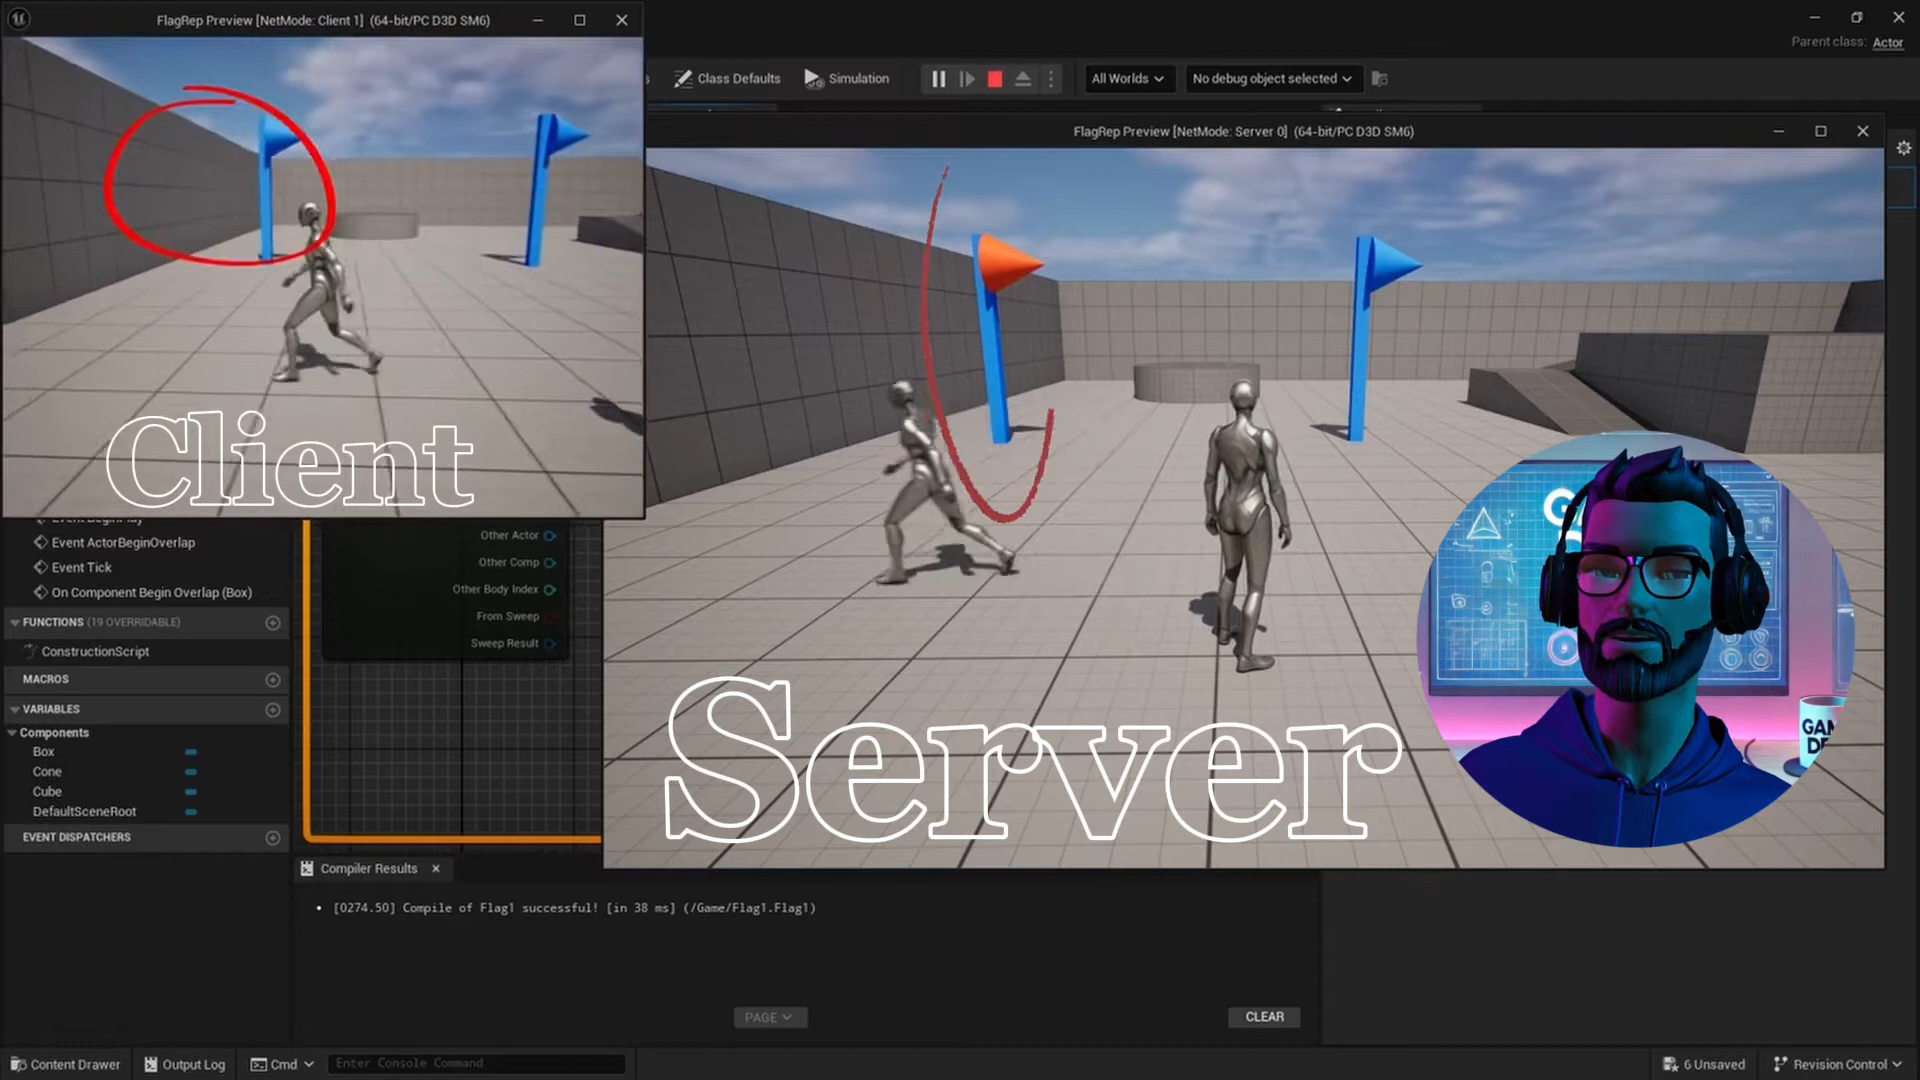 FlagRep Preview [NetMode: Client 1] (64-bit/PC D3D SM6)
Parent class: Actor
Class Defaults
Simulation
All Worlds
No debug object selected
FlagRep Preview [NetMode: Server 0] (64-bit/PC D3D SM6)
Client
Event ActorBeginOverlap
Event Tick
On Component Begin Overlap (Box)
FUNCTIONS (19 OVERRIDABLE)
ConstructionScript
MACROS
VARIABLES
Components
Box
Cone
Cube
DefaultSceneRoot
EVENT DISPATCHERS
Other Actor
Other Comp
Other Body Index
From Sweep
Sweep Result
Server
Compiler Results
[0274.50] Compile of Flag1 successful! [in 38 ms] (/Game/Flag1.Flag1)
PAGE
CLEAR
Content Drawer
Output Log
Cmd
Enter Console Command
6 Unsaved
Revision Control